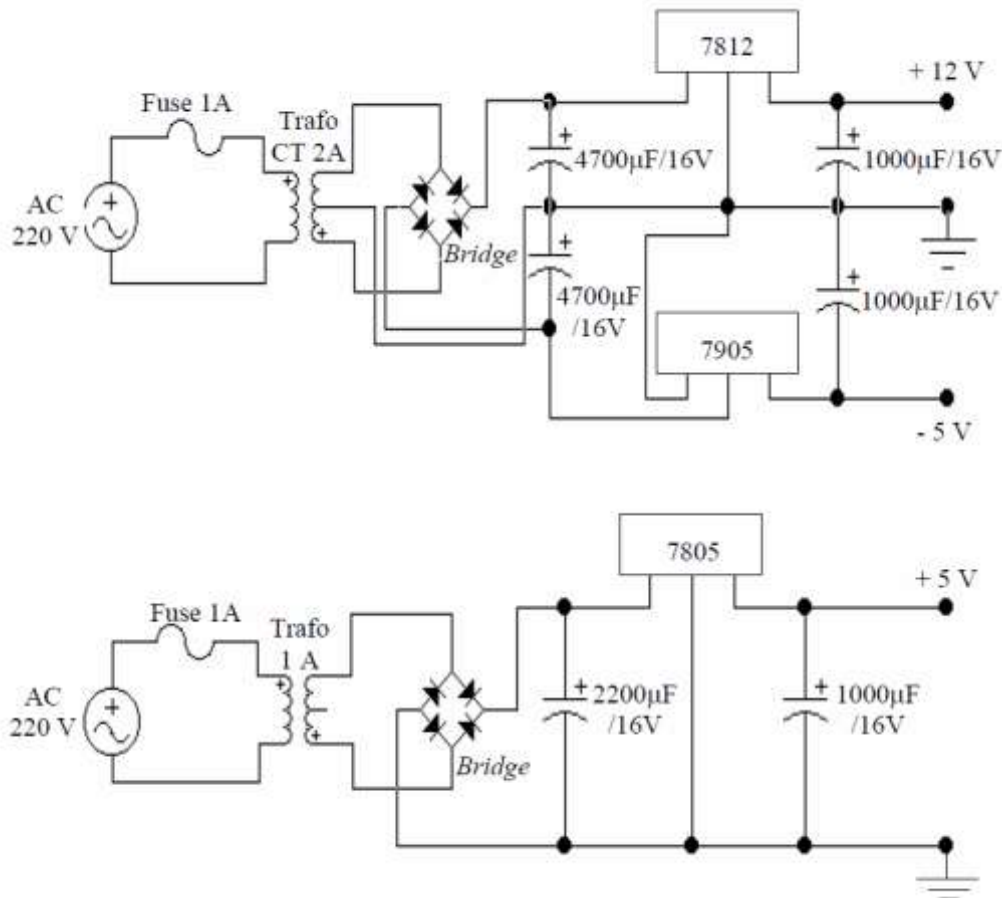 7812
+ 12 V
Fuse 1A
Trafo
CT 2A
AC
220 V
4700μF/16V
1000μF/16V
Bridge
4700μF
/16V
1000μF/16V
7905
- 5 V
7805
+ 5 V
Fuse 1A
Trafo
1 A
AC
220 V
2200μF
/16V
1000μF
/16V
Bridge